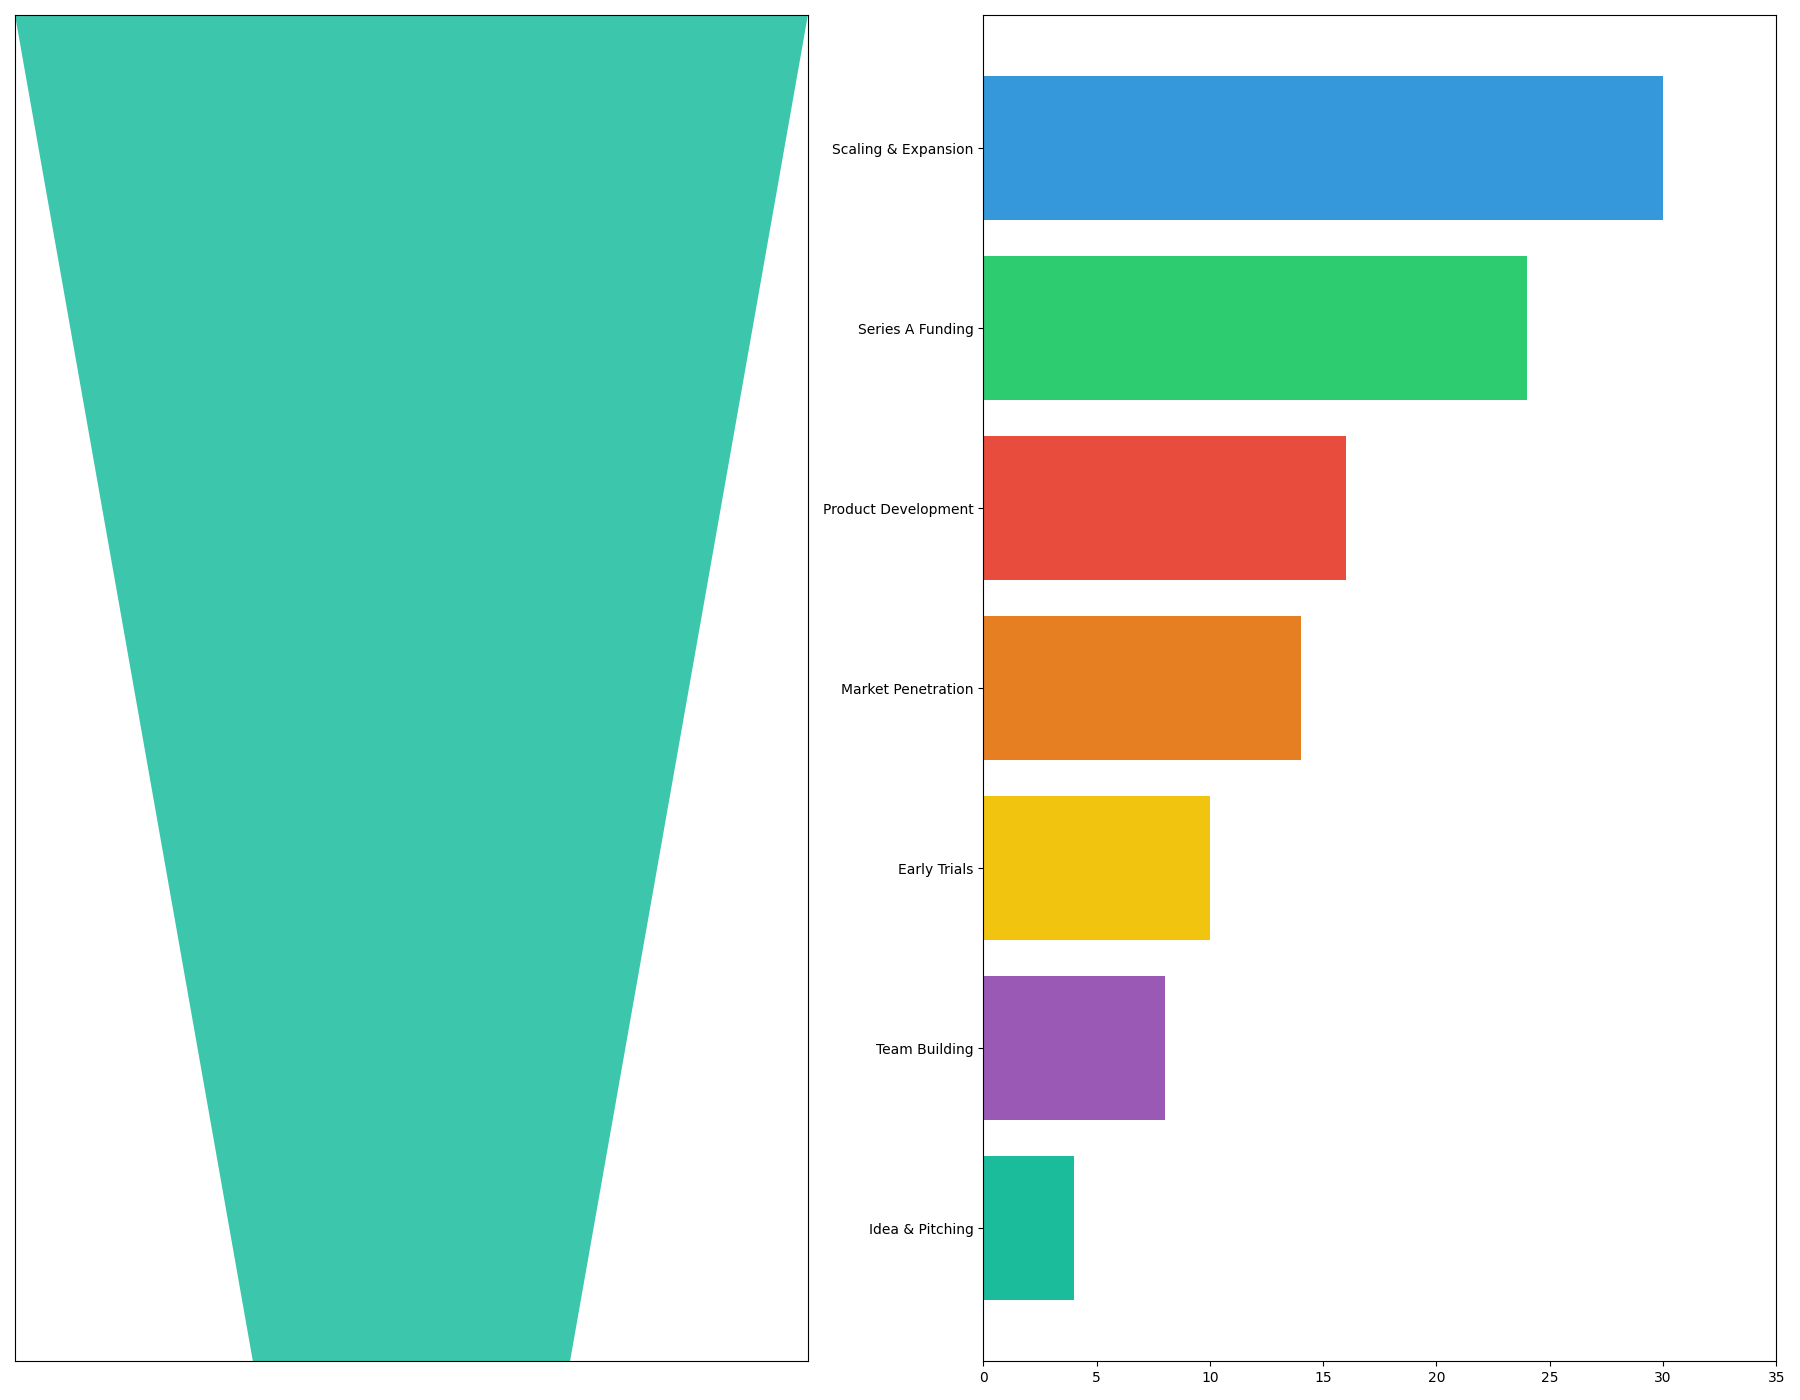 Scaling & Expansion
Series A Funding
Product Development
Market Penetration
Early Trials
Team Building
Idea & Pitching
0 5 10 15 20 25 30 35